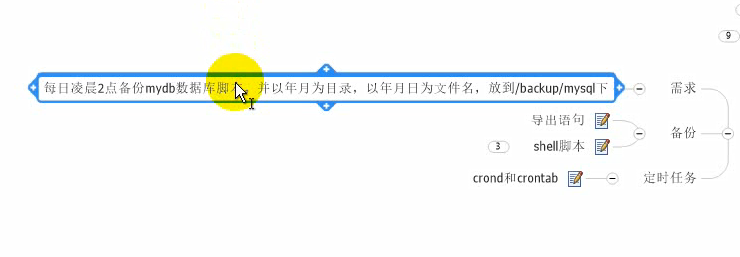 9
每日凌晨2点备份mydb数据库脚本，并以年月为目录，以年月日为文件名，放到/backup/mysql下
需求
导出语句
备份
3
shell脚本
crond和crontab
定时任务